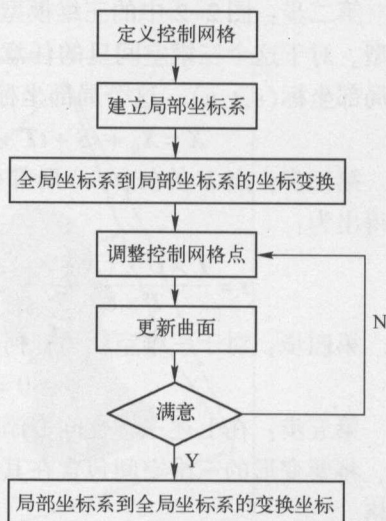 定义控制网格
建立局部坐标系
全局坐标系到局部坐标系的坐标变换
调整控制网格点
更新曲面
N
满意
Y
局部坐标系到全局坐标系的变换坐标